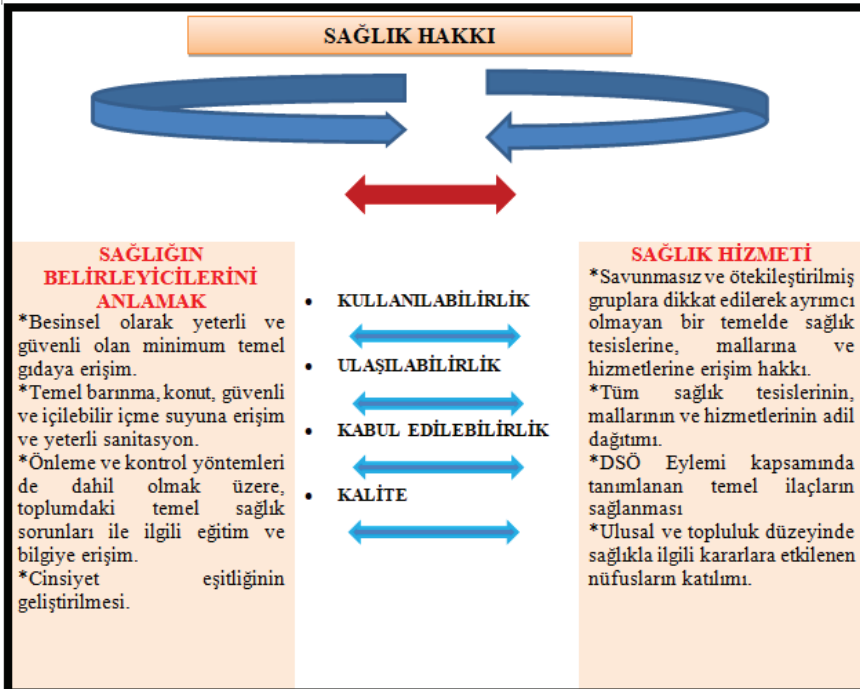 SAĞLIK HAKKI
SAĞLIĞIN
BELİRLEYİCİLERİNİ
ANLAMAK
*Besinsel olarak yeterli ve
güvenli olan minimum temel
gıdaya erişim.
*Temel barınma, konut, güvenli
ve içilebilir içme suyuna erişim
ve yeterli sanitasyon.
*Önleme ve kontrol yöntemleri
de dahil olmak üzere,
toplumdaki temel sağlık
sorunları ile ilgili eğitim ve
bilgiye erişim.
*Cinsiyet eşitliğinin
geliştirilmesi.
• KULLANILABİLİRLİK
• ULAŞILABİLİRLİK
• KABUL EDİLEBİLİRLİK
• KALİTE
SAĞLIK HİZMETİ
*Savunmasız ve ötekileştirilmiş
gruplara dikkat edilerek ayrımcı
olmayan bir temelde sağlık
tesislerine, mallarına ve
hizmetlerine erişim hakkı.
*Tüm sağlık tesislerinin,
mallarının ve hizmetlerinin adil
dağıtımı.
*DSÖ Eylemi kapsamında
tanımlanan temel ilaçların
sağlanması
*Ulusal ve topluluk düzeyinde
sağlıkla ilgili kararlara etkilenen
nüfusların katılımı.